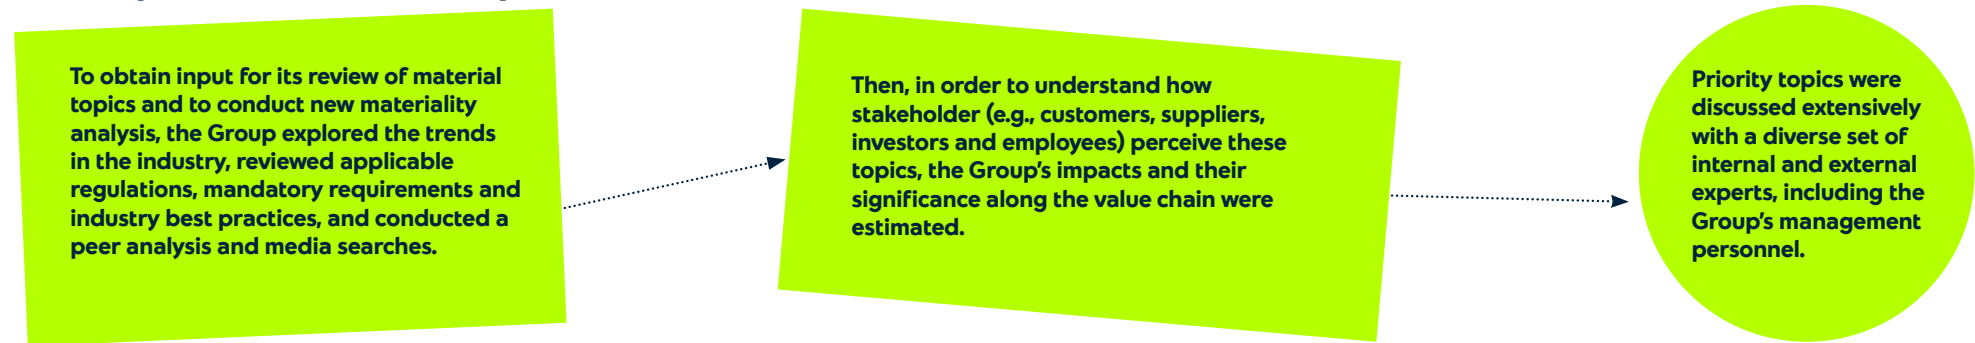 To obtain input for its review of material
topics and to conduct new materiality
analysis, the Group explored the trends
in the industry, reviewed applicable
regulations, mandatory requirements and
industry best practices, and conducted a
peer analysis and media searches.
Then, in order to understand how
stakeholder (e.g., customers, suppliers,
investors and employees) perceive these
topics, the Group's impacts and their
significance along the value chain were
estimated.
Priority topics were
discussed extensively
with a diverse set of
internal and external
experts, including the
Group's management
personnel.